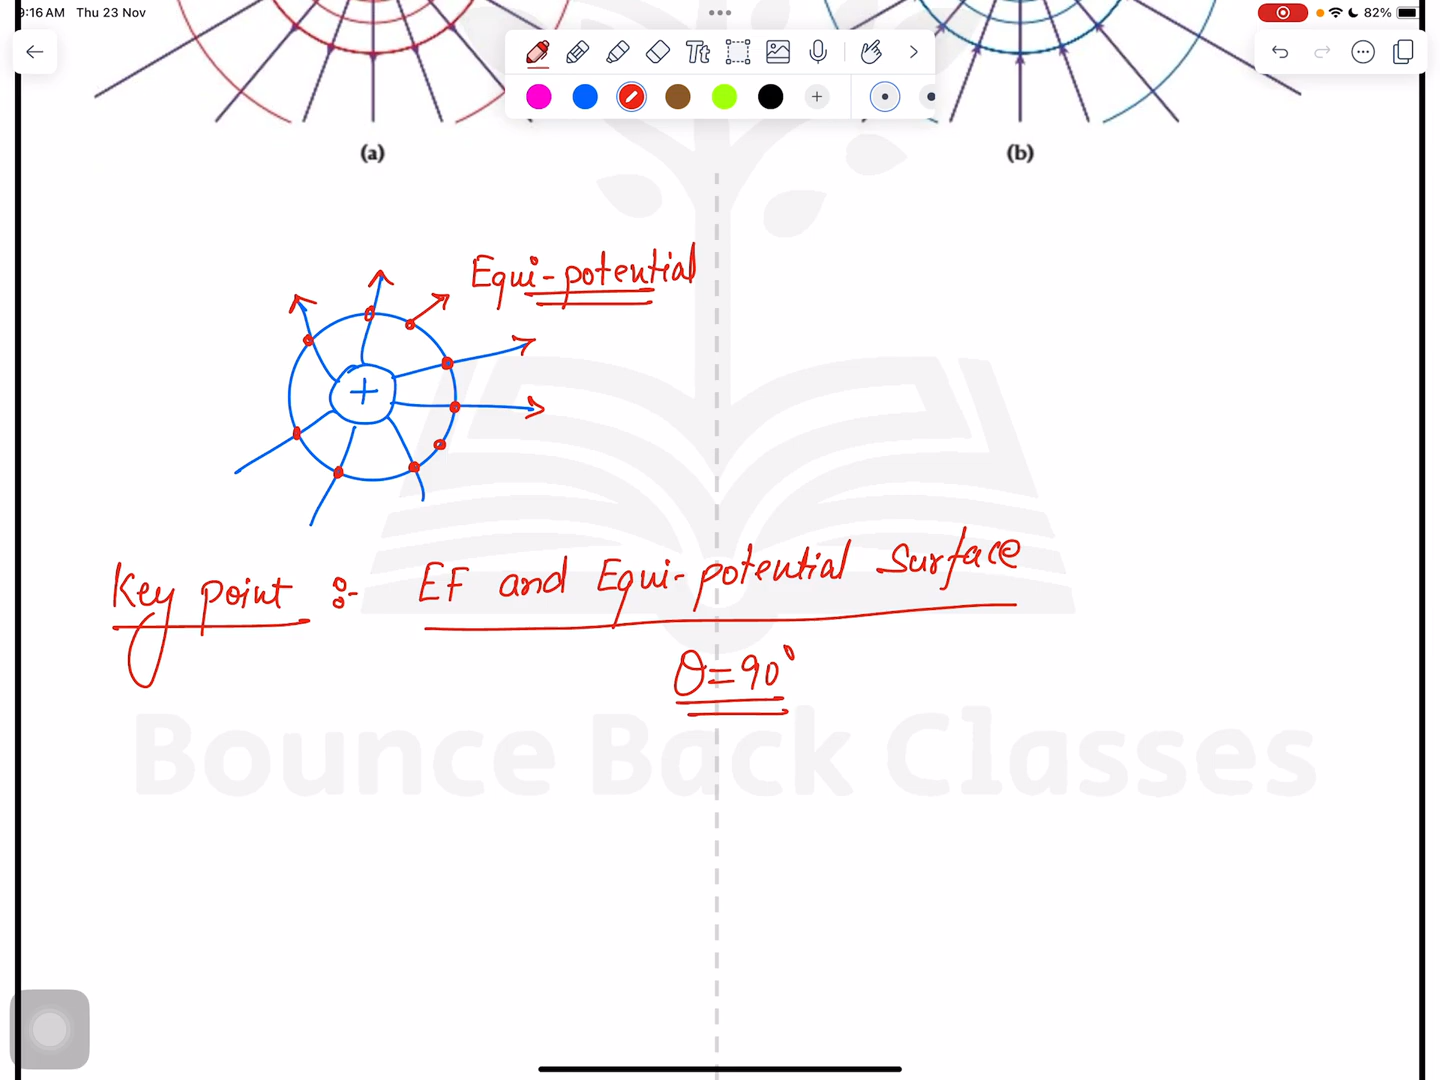 9:16 AM Thu 23 Nov
82%
Tt
(a)
(b)
Equi-potential
+
Key point :- EF and Equi-potential Surface
θ=90°
Bounce Back Classes